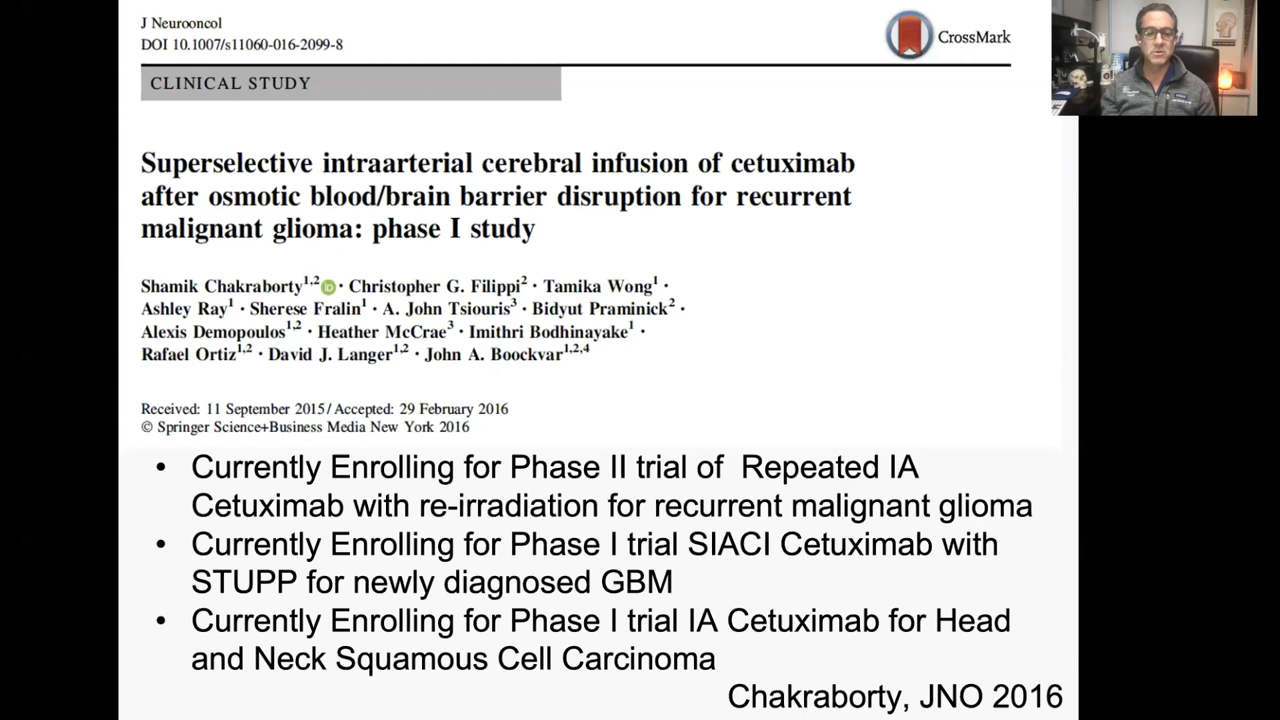 J Neurooncol
DOI 10.1007/s11060-016-2099-8
CrossMark
CLINICAL STUDY
Superselective intraarterial cerebral infusion of cetuximab
after osmotic blood/brain barrier disruption for recurrent
malignant glioma: phase I study
Shamik Chakraborty1,2 iD · Christopher G. Filippi2 · Tamika Wong1 ·
Ashley Ray1 · Sherese Fralin1 · A. John Tsiouris3 · Bidyut Praminick2 ·
Alexis Demopoulos1,2 · Heather McCrae3 · Imithri Bodhinayake1 ·
Rafael Ortiz1,2 · David J. Langer1,2 · John A. Boockvar1,2,4
Received: 11 September 2015 / Accepted: 29 February 2016
© Springer Science+Business Media New York 2016
• Currently Enrolling for Phase II trial of Repeated IA
Cetuximab with re-irradiation for recurrent malignant glioma
• Currently Enrolling for Phase I trial SIACI Cetuximab with
STUPP for newly diagnosed GBM
• Currently Enrolling for Phase I trial IA Cetuximab for Head
and Neck Squamous Cell Carcinoma
Chakraborty, JNO 2016